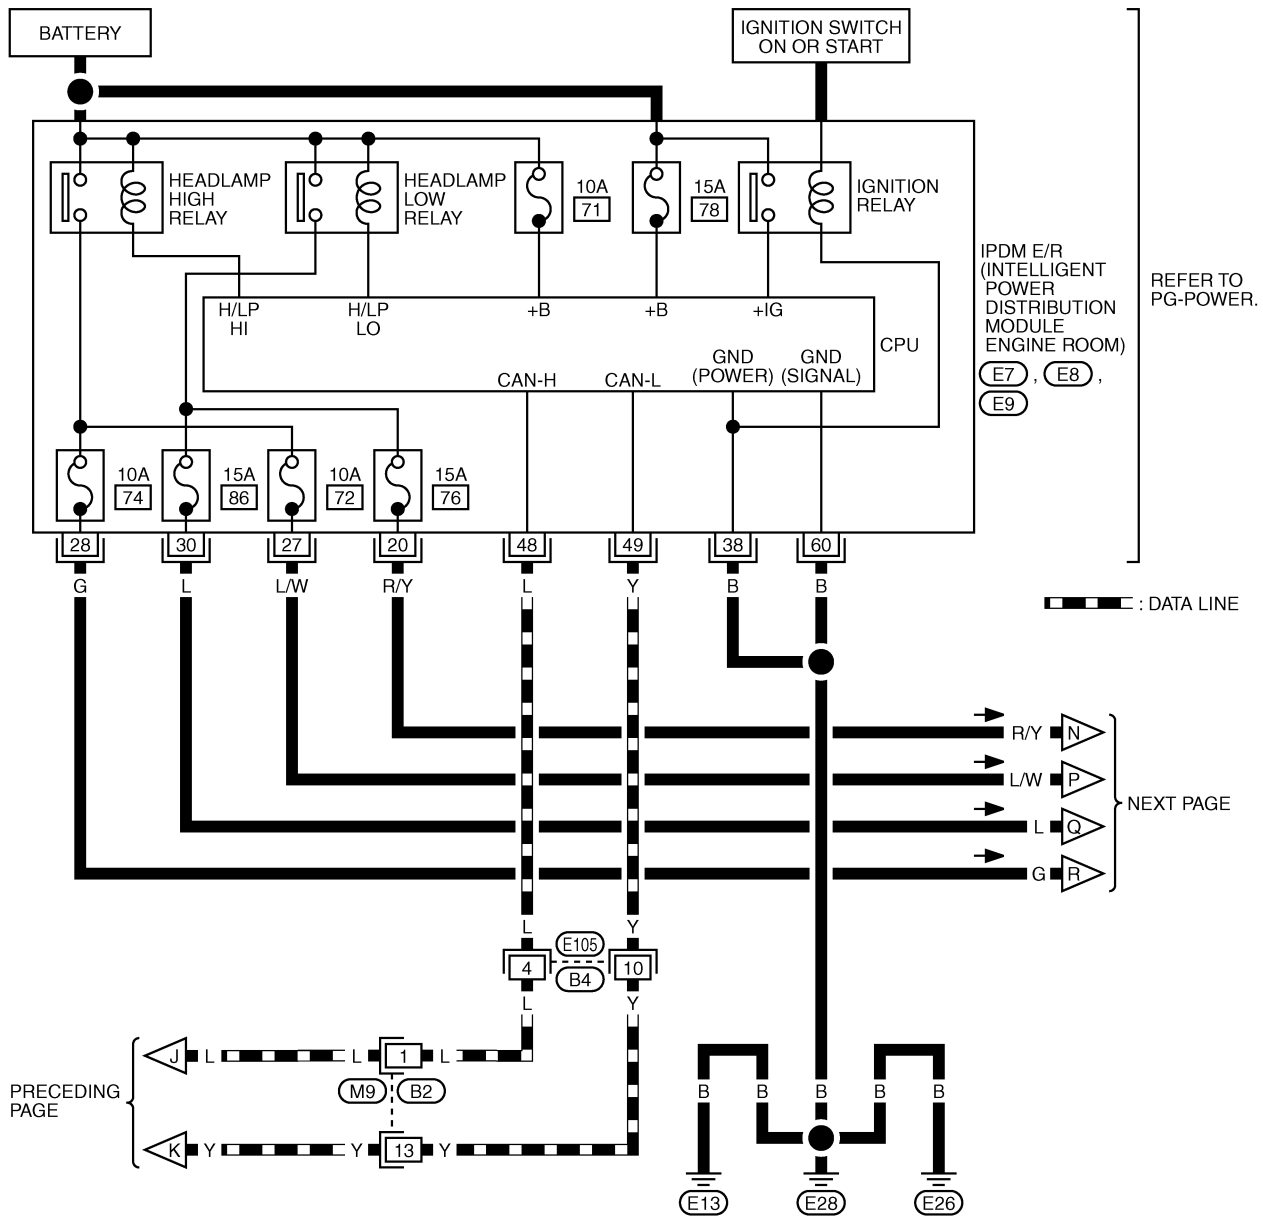 BATTERY
IGNITION SWITCH
ON OR START
HEADLAMP
HIGH
RELAY
HEADLAMP
LOW
RELAY
10A
71
15A
78
IGNITION
RELAY
IPDM E/R
(INTELLIGENT
POWER
DISTRIBUTION
MODULE
ENGINE ROOM)
E7 , E8 ,
E9
REFER TO
PG-POWER.
H/LP
HI
H/LP
LO
+B
+B
+IG
CPU
CAN-H
CAN-L
GND
(POWER)
GND
(SIGNAL)
10A
74
15A
86
10A
72
15A
76
28
30
27
20
48
49
38
60
G
L
L/W
R/Y
L
Y
B
B
: DATA LINE
R/Y
N
L/W
P
L
Q
G
R
NEXT PAGE
L
Y
4
E105
B4
10
L
Y
PRECEDING
PAGE
J
L
L
1
L
M9
B2
K
Y
Y
13
Y
B
B
B
B
B
E13
E28
E26